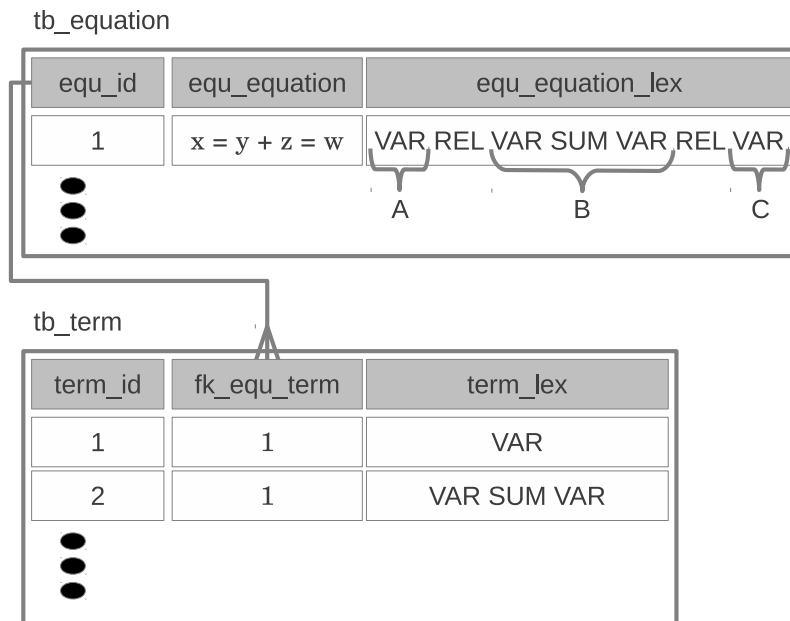 tb_equation
equ_id equ_equation equ_equation_lex
1 x = y + z = w VAR REL VAR SUM VAR REL VAR
A B C
tb_term
term_id fk_equ_term term_lex
1 1 VAR
2 1 VAR SUM VAR